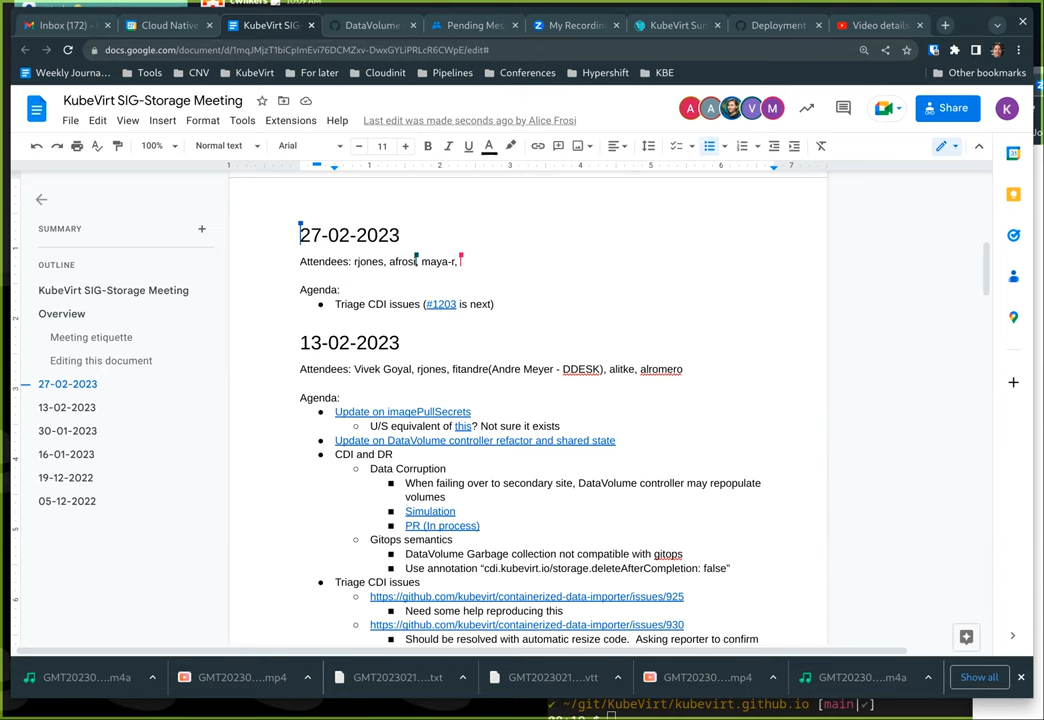 Inbox (172)
Cloud Native
KubeVirt SIG-
DataVolume
Pending Mes
My Recordin
KubeVirt Sur
Deployment
Video details
docs.google.com/document/d/1mqJMjzT1biCpImEvi76DCMZxv-DwxGYLiPRLcR6CWpE/edit#
Weekly Journa...
Tools
CNV
KubeVirt
For later
Cloudinit
Pipelines
Conferences
Hypershift
KBE
Other bookmarks
KubeVirt SIG-Storage Meeting
A A V M
Share
K
File Edit View Insert Format Tools Extensions Help Last edit was made seconds ago by Alice Frosi
100% Normal text Arial 11 B I U A
1 1 2 3 4 5 6 7
SUMMARY
OUTLINE
KubeVirt SIG-Storage Meeting
Overview
Meeting etiquette
Editing this document
27-02-2023
13-02-2023
30-01-2023
16-01-2023
19-12-2022
05-12-2022
27-02-2023
Attendees: rjones, afrosi, maya-r,
Agenda:
● Triage CDI issues (#1203 is next)
13-02-2023
Attendees: Vivek Goyal, rjones, fitandre(Andre Meyer - DDESK), alitke, alromero
Agenda:
● Update on imagePullSecrets
○ U/S equivalent of this? Not sure it exists
● Update on DataVolume controller refactor and shared state
● CDI and DR
○ Data Corruption
■ When failing over to secondary site, DataVolume controller may repopulate
volumes
■ Simulation
■ PR (In process)
○ Gitops semantics
■ DataVolume Garbage collection not compatible with gitops
■ Use annotation “cdi.kubevirt.io/storage.deleteAfterCompletion: false”
● Triage CDI issues
○ https://github.com/kubevirt/containerized-data-importer/issues/925
■ Need some help reproducing this
○ https://github.com/kubevirt/containerized-data-importer/issues/930
■ Should be resolved with automatic resize code. Asking reporter to confirm
GMT20230....m4a
GMT20230....mp4
GMT2023021....txt
GMT2023021....vtt
GMT20230....mp4
GMT20230....m4a
Show all
✔ ~/git/KubeVirt/kubevirt.github.io [main|✔]